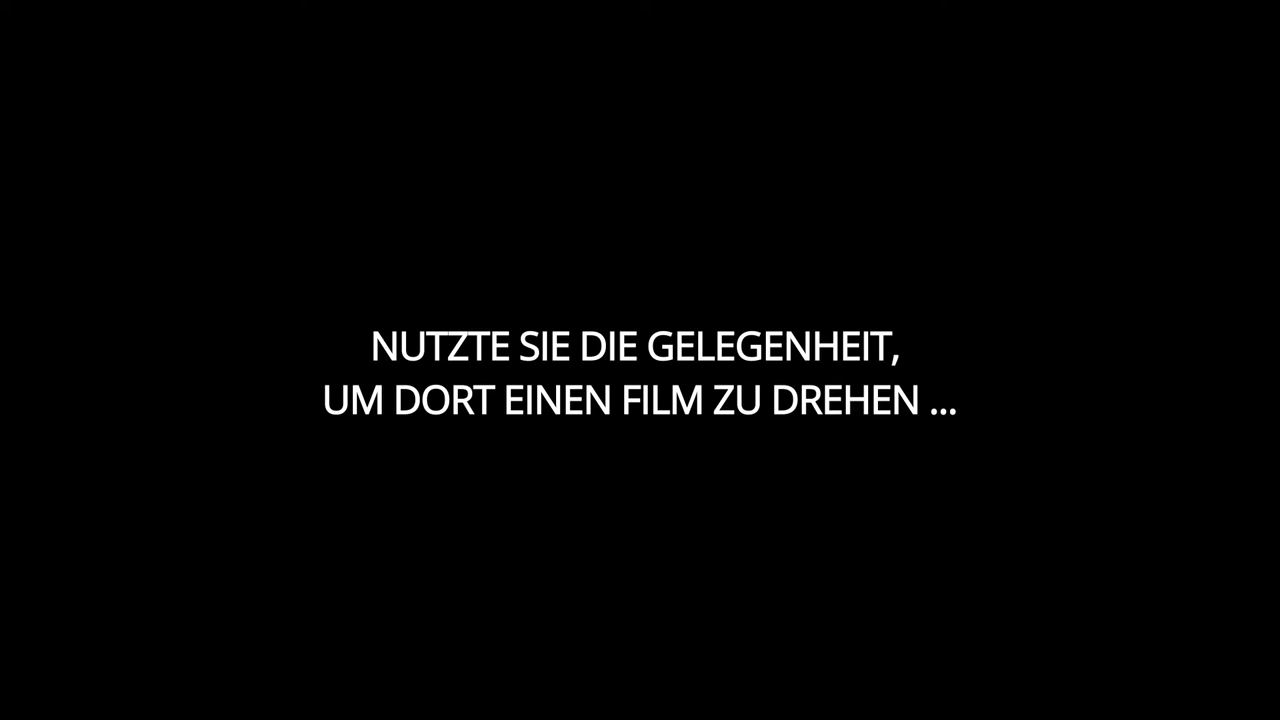 NUTZTE SIE DIE GELEGENHEIT,
UM DORT EINEN FILM ZU DREHEN ...